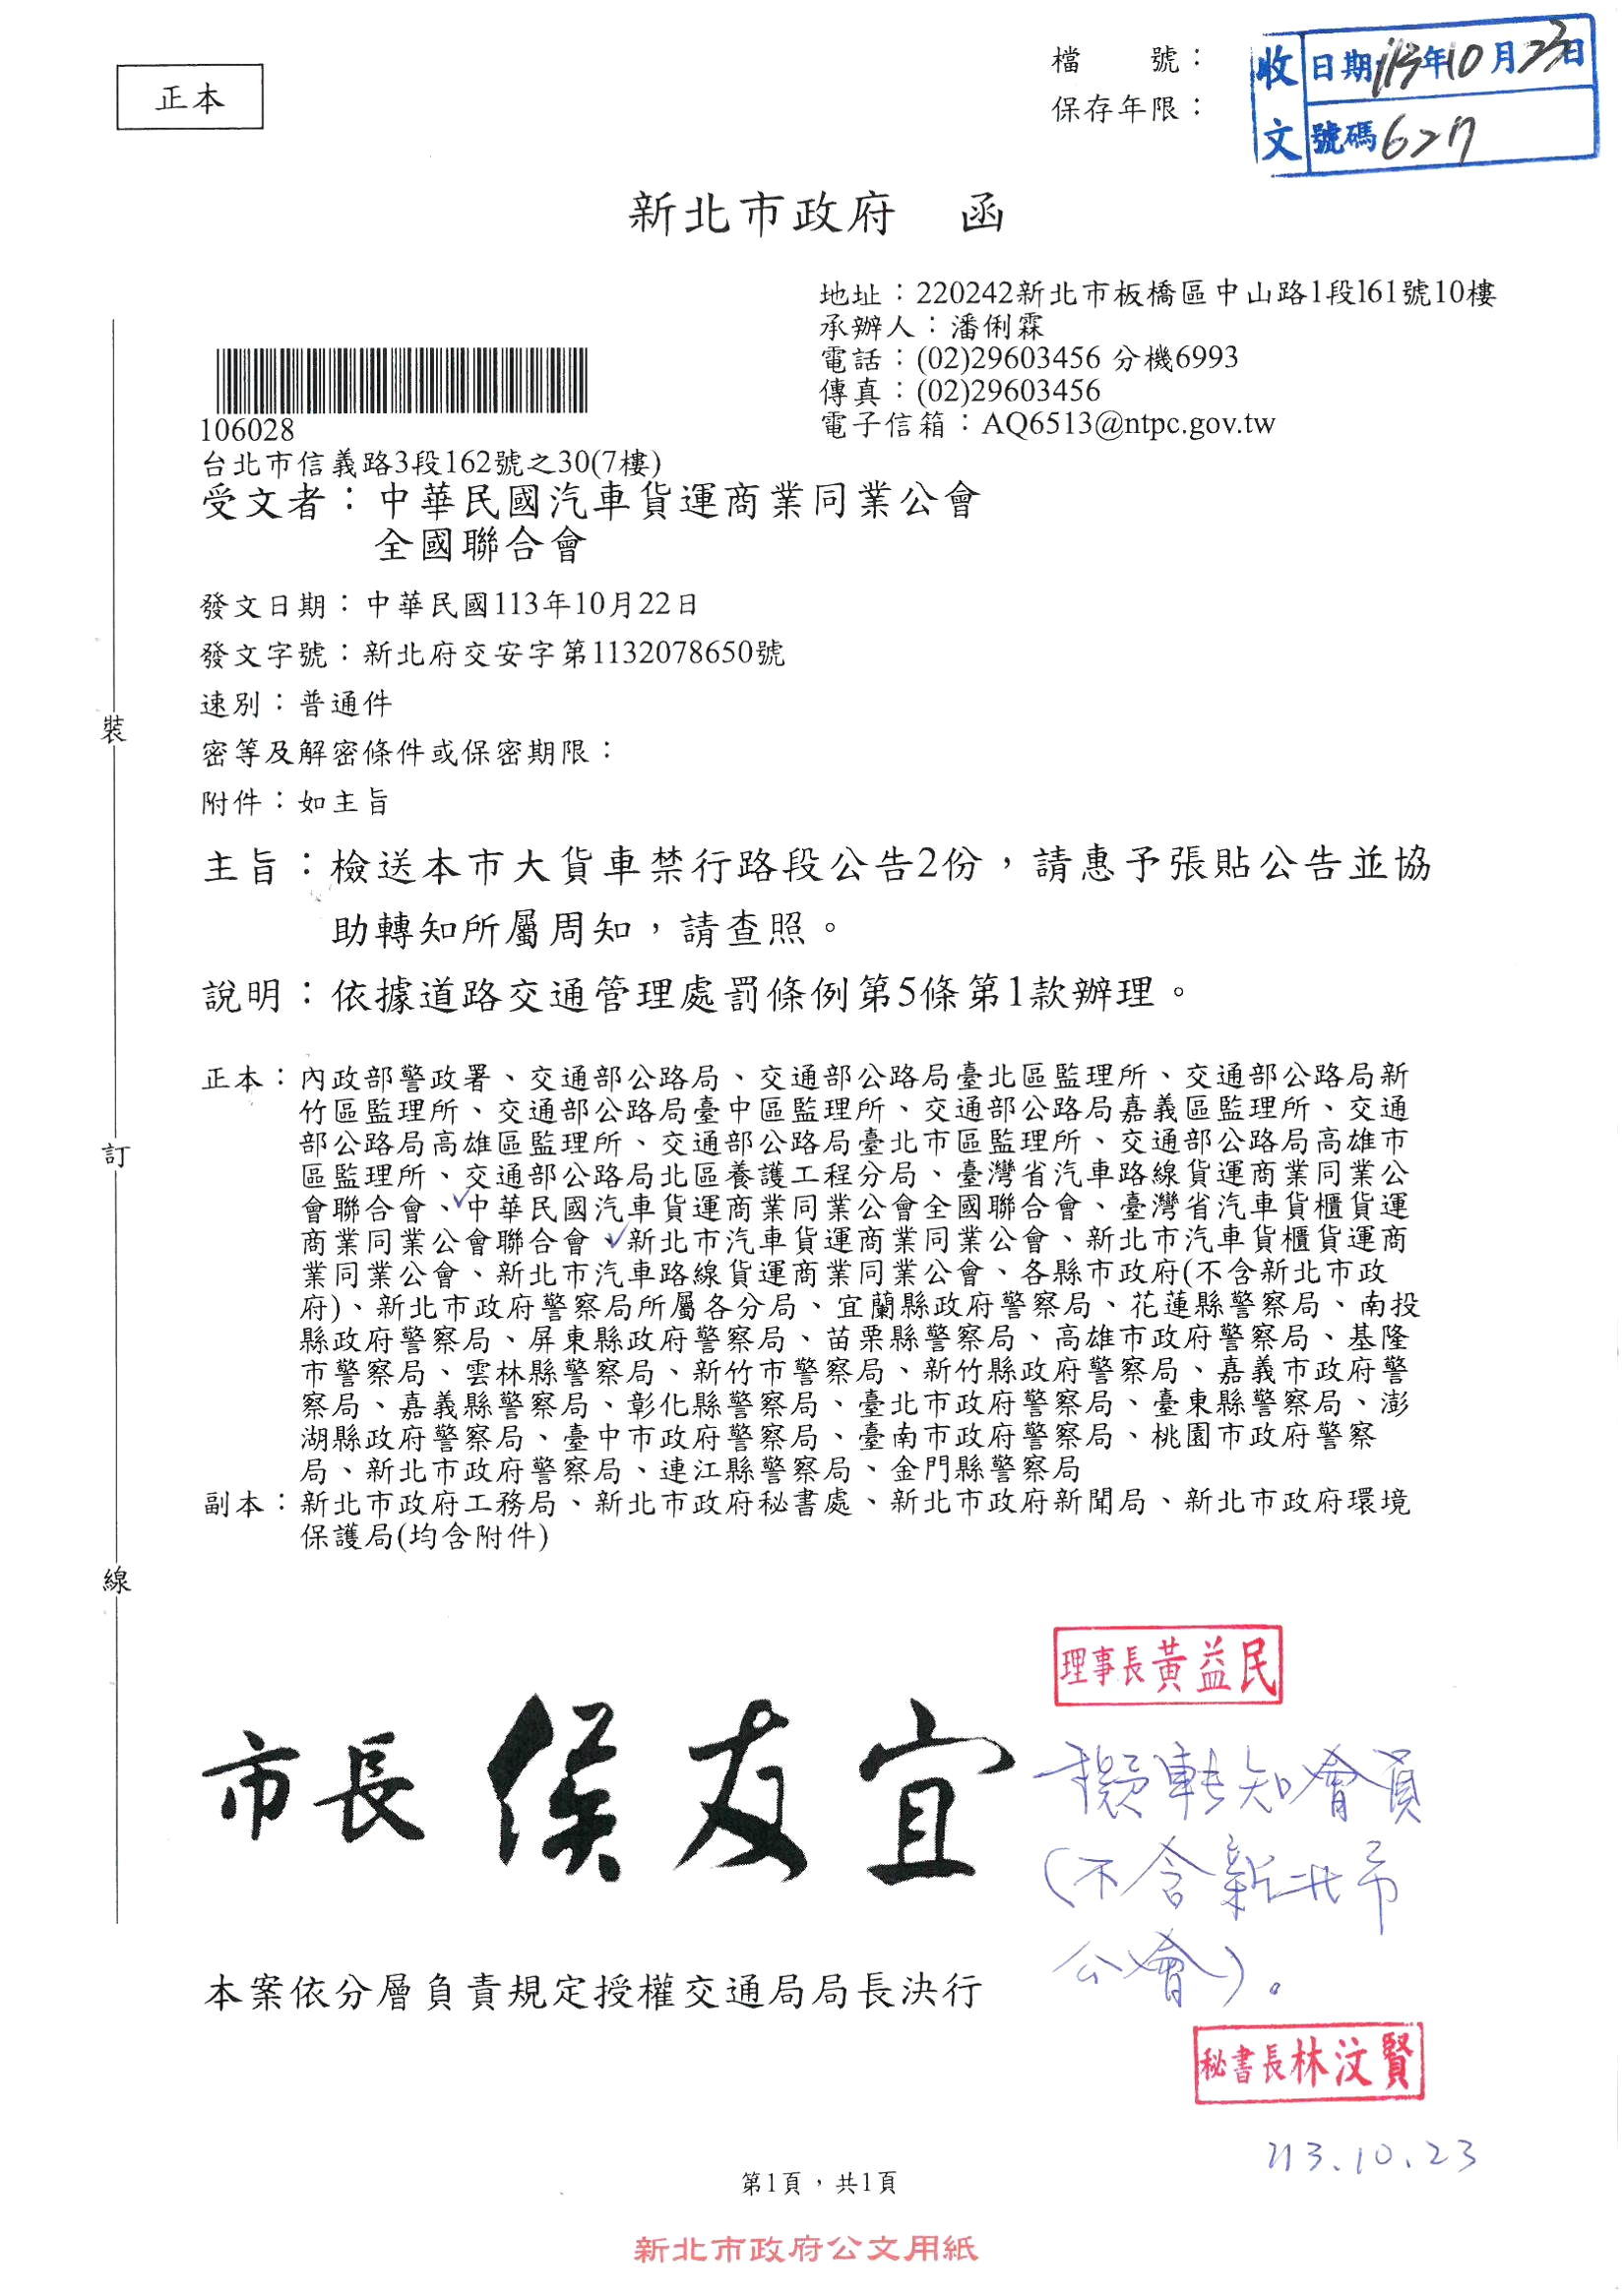 正本
檔　　號：
保存年限：
收文 日期113年10月23日
號碼627
新北市政府　函
地址：220242新北市板橋區中山路1段161號10樓
承辦人：潘俐霖
電話：(02)29603456 分機6993
傳真：(02)29603456
電子信箱：AQ6513@ntpc.gov.tw
106028
台北市信義路3段162號之30(7樓)
受文者：中華民國汽車貨運商業同業公會
全國聯合會
發文日期：中華民國113年10月22日
發文字號：新北府交安字第1132078650號
速別：普通件
密等及解密條件或保密期限：
附件：如主旨
主旨：檢送本市大貨車禁行路段公告2份，請惠予張貼公告並協
助轉知所屬周知，請查照。
說明：依據道路交通管理處罰條例第5條第1款辦理。
正本：內政部警政署、交通部公路局、交通部公路局臺北區監理所、交通部公路局新
竹區監理所、交通部公路局臺中區監理所、交通部公路局嘉義區監理所、交通
部公路局高雄區監理所、交通部公路局臺北市區監理所、交通部公路局高雄市
區監理所、交通部公路局北區養護工程分局、臺灣省汽車路線貨運商業同業公
會聯合會、中華民國汽車貨運商業同業公會全國聯合會、臺灣省汽車貨櫃貨運
商業同業公會聯合會、新北市汽車貨運商業同業公會、新北市汽車貨櫃貨運商
業同業公會、新北市汽車路線貨運商業同業公會、各縣市政府(不含新北市政
府)、新北市政府警察局所屬各分局、宜蘭縣政府警察局、花蓮縣警察局、南投
縣政府警察局、屏東縣政府警察局、苗栗縣警察局、高雄市政府警察局、基隆
市警察局、雲林縣警察局、新竹市警察局、新竹縣政府警察局、嘉義市政府警
察局、嘉義縣警察局、彰化縣警察局、臺北市政府警察局、臺東縣警察局、澎
湖縣政府警察局、臺中市政府警察局、臺南市政府警察局、桃園市政府警察
局、新北市政府警察局、連江縣警察局、金門縣警察局
副本：新北市政府工務局、新北市政府秘書處、新北市政府新聞局、新北市政府環境
保護局(均含附件)
裝
訂
線
理事長黃益民
市長 侯友宜
擬轉知會員
(不含新北市
公會)。
本案依分層負責規定授權交通局局長決行
秘書長林汶賢
113.10.23
第1頁，共1頁
新北市政府公文用紙